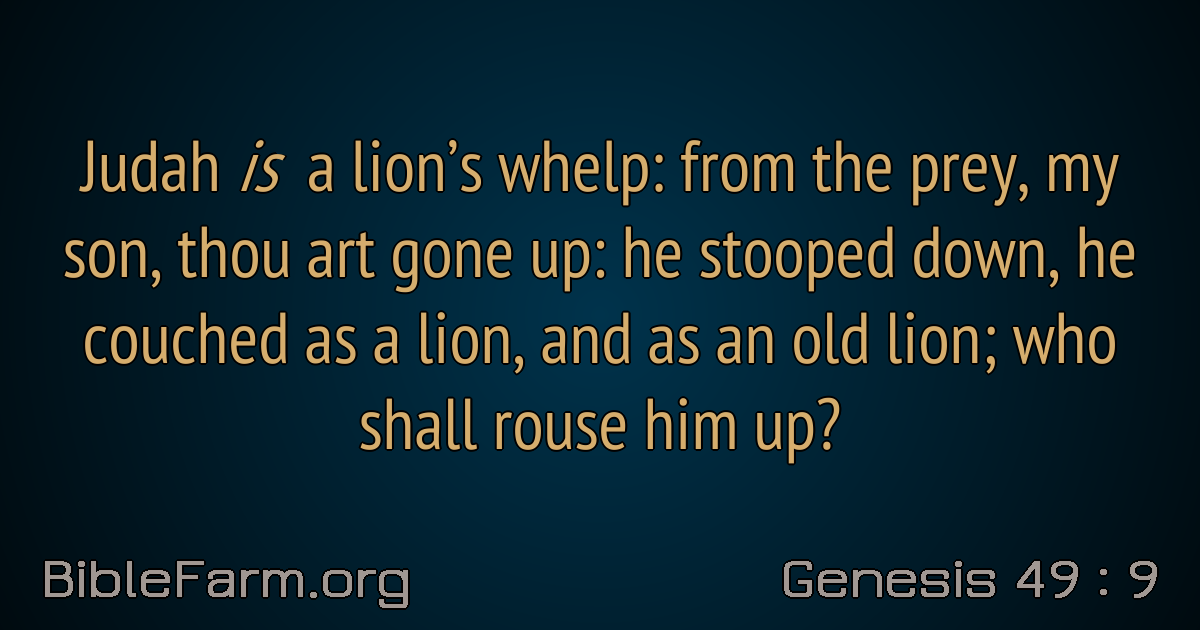 Judah is a lion’s whelp: from the prey, my
son, thou art gone up: he stooped down, he
couched as a lion, and as an old lion; who
shall rouse him up?
BibleFarm.org
Genesis 49 : 9